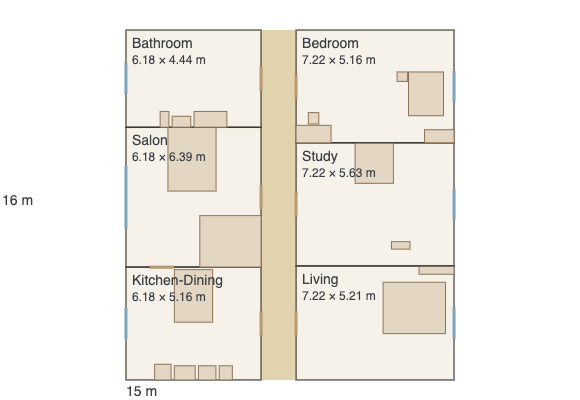 Bathroom
6.18 × 4.44 m
Bedroom
7.22 × 5.16 m
Salon
6.18 × 6.39 m
Study
7.22 × 5.63 m
16 m
Kitchen-Dining
6.18 × 5.16 m
Living
7.22 × 5.21 m
15 m